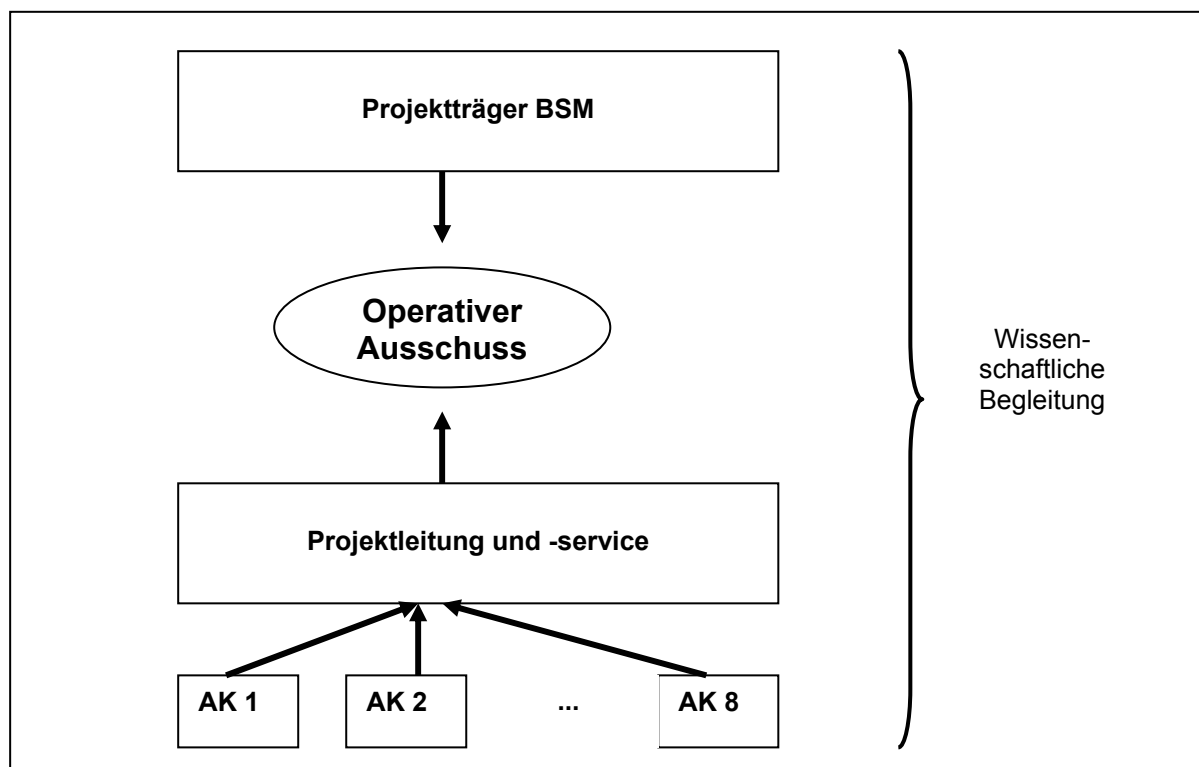 Projektträger BSM
Operativer
Ausschuss
Wissen-
schaftliche
Begleitung
Projektleitung und -service
AK 1
AK 2
...
AK 8